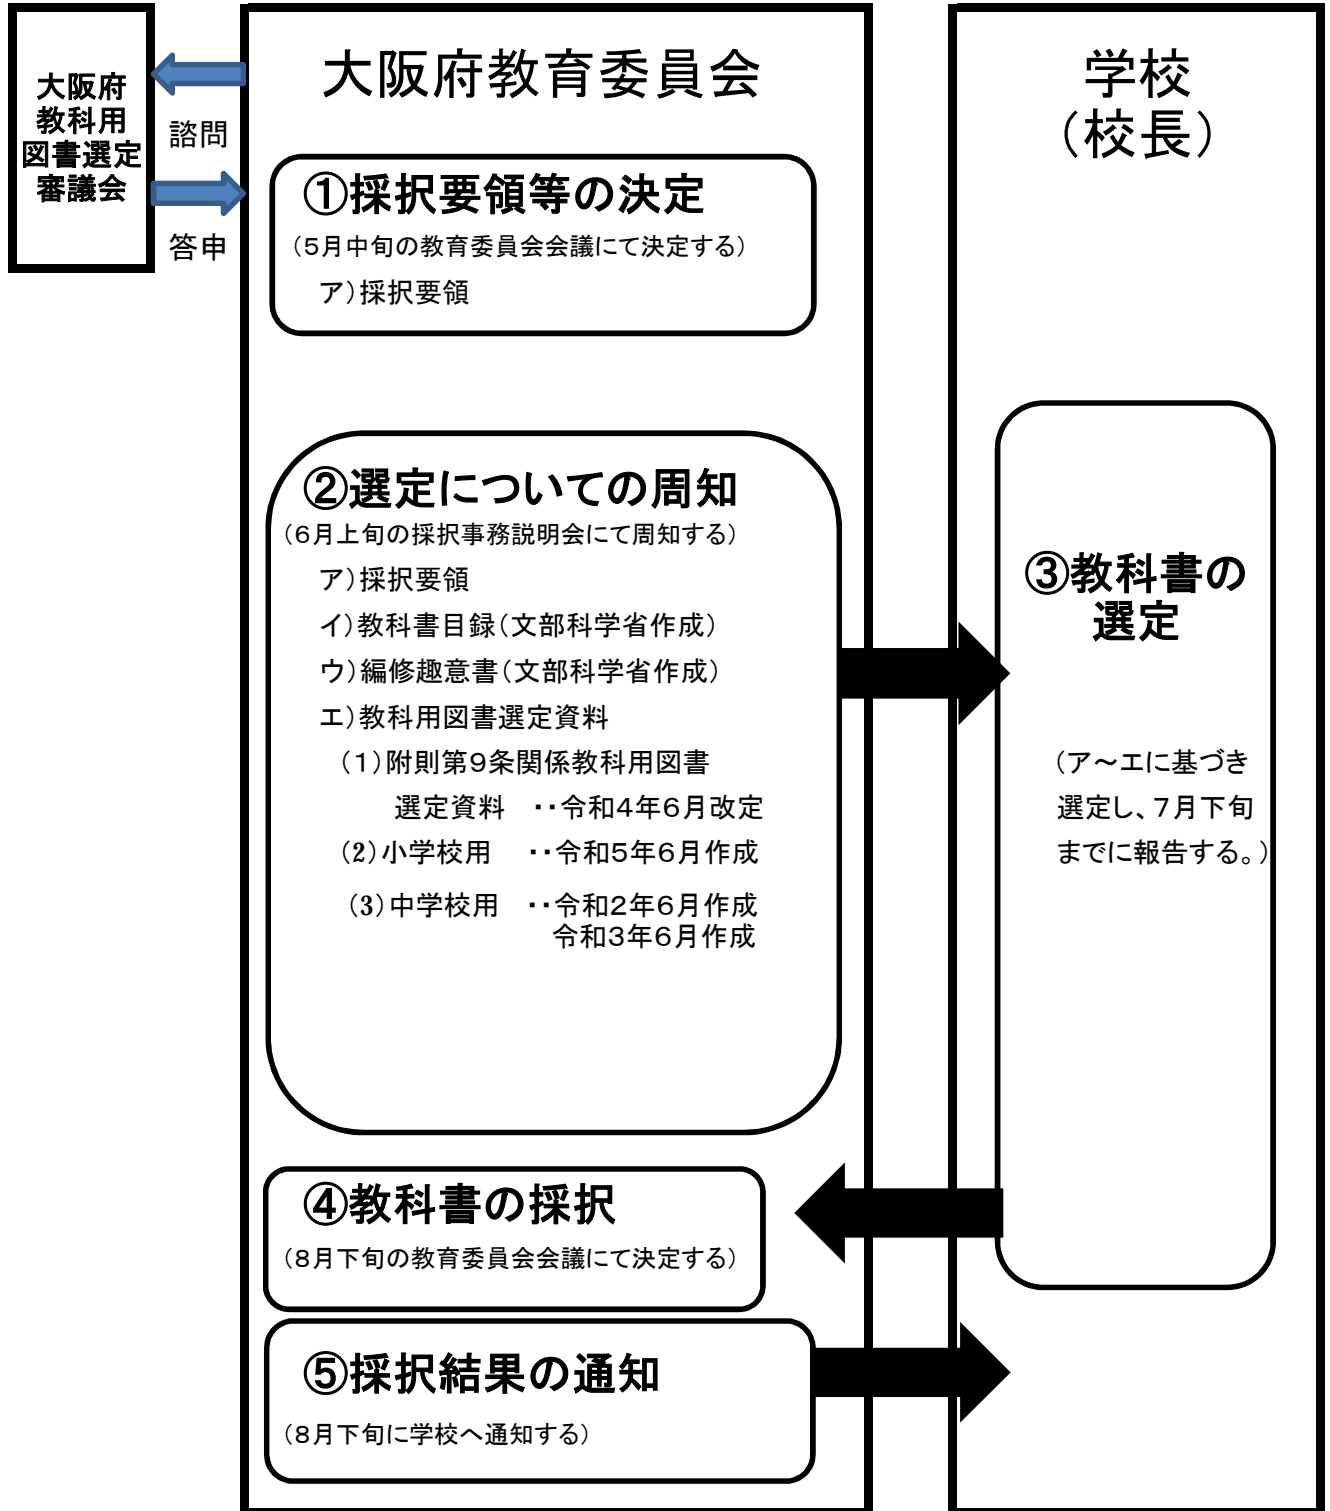 大阪府
教科用
図書選定
審議会
諮問
答申
大阪府教育委員会
①採択要領等の決定
(5月中旬の教育委員会会議にて決定する)
ア)採択要領
②選定についての周知
(6月上旬の採択事務説明会にて周知する)
ア)採択要領
イ)教科書目録(文部科学省作成)
ウ)編修趣意書(文部科学省作成)
エ)教科用図書選定資料
(1)附則第9条関係教科用図書
選定資料 ・・令和4年6月改定
(2)小学校用 ・・令和5年6月作成
(3)中学校用 ・・令和2年6月作成
令和3年6月作成
④教科書の採択
(8月下旬の教育委員会会議にて決定する)
⑤採択結果の通知
(8月下旬に学校へ通知する)
学校
(校長)
③教科書の
選定
(ア~エに基づき
選定し、7月下旬
までに報告する。)